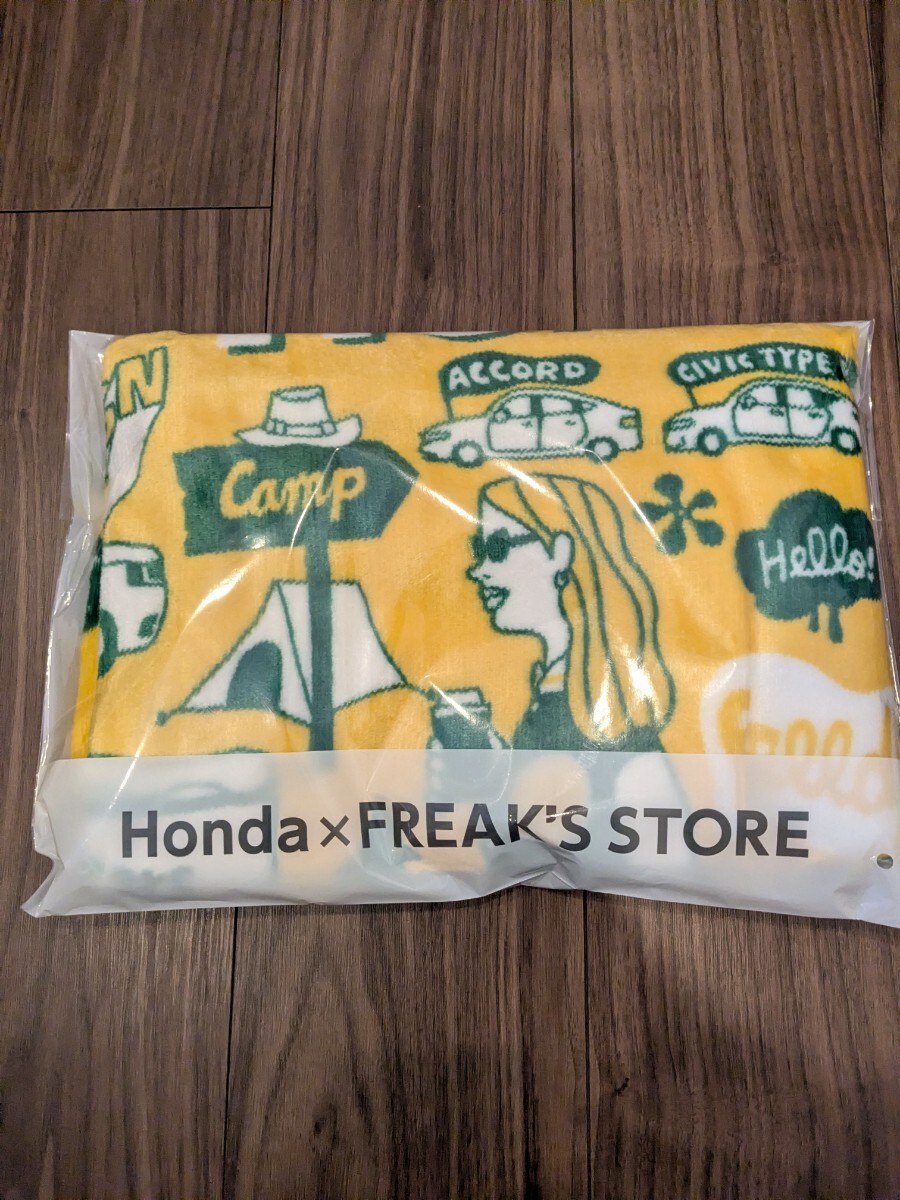 ACCORD
CIVIC TYPE
Camp
Hello!
Honda×FREAK'S STORE